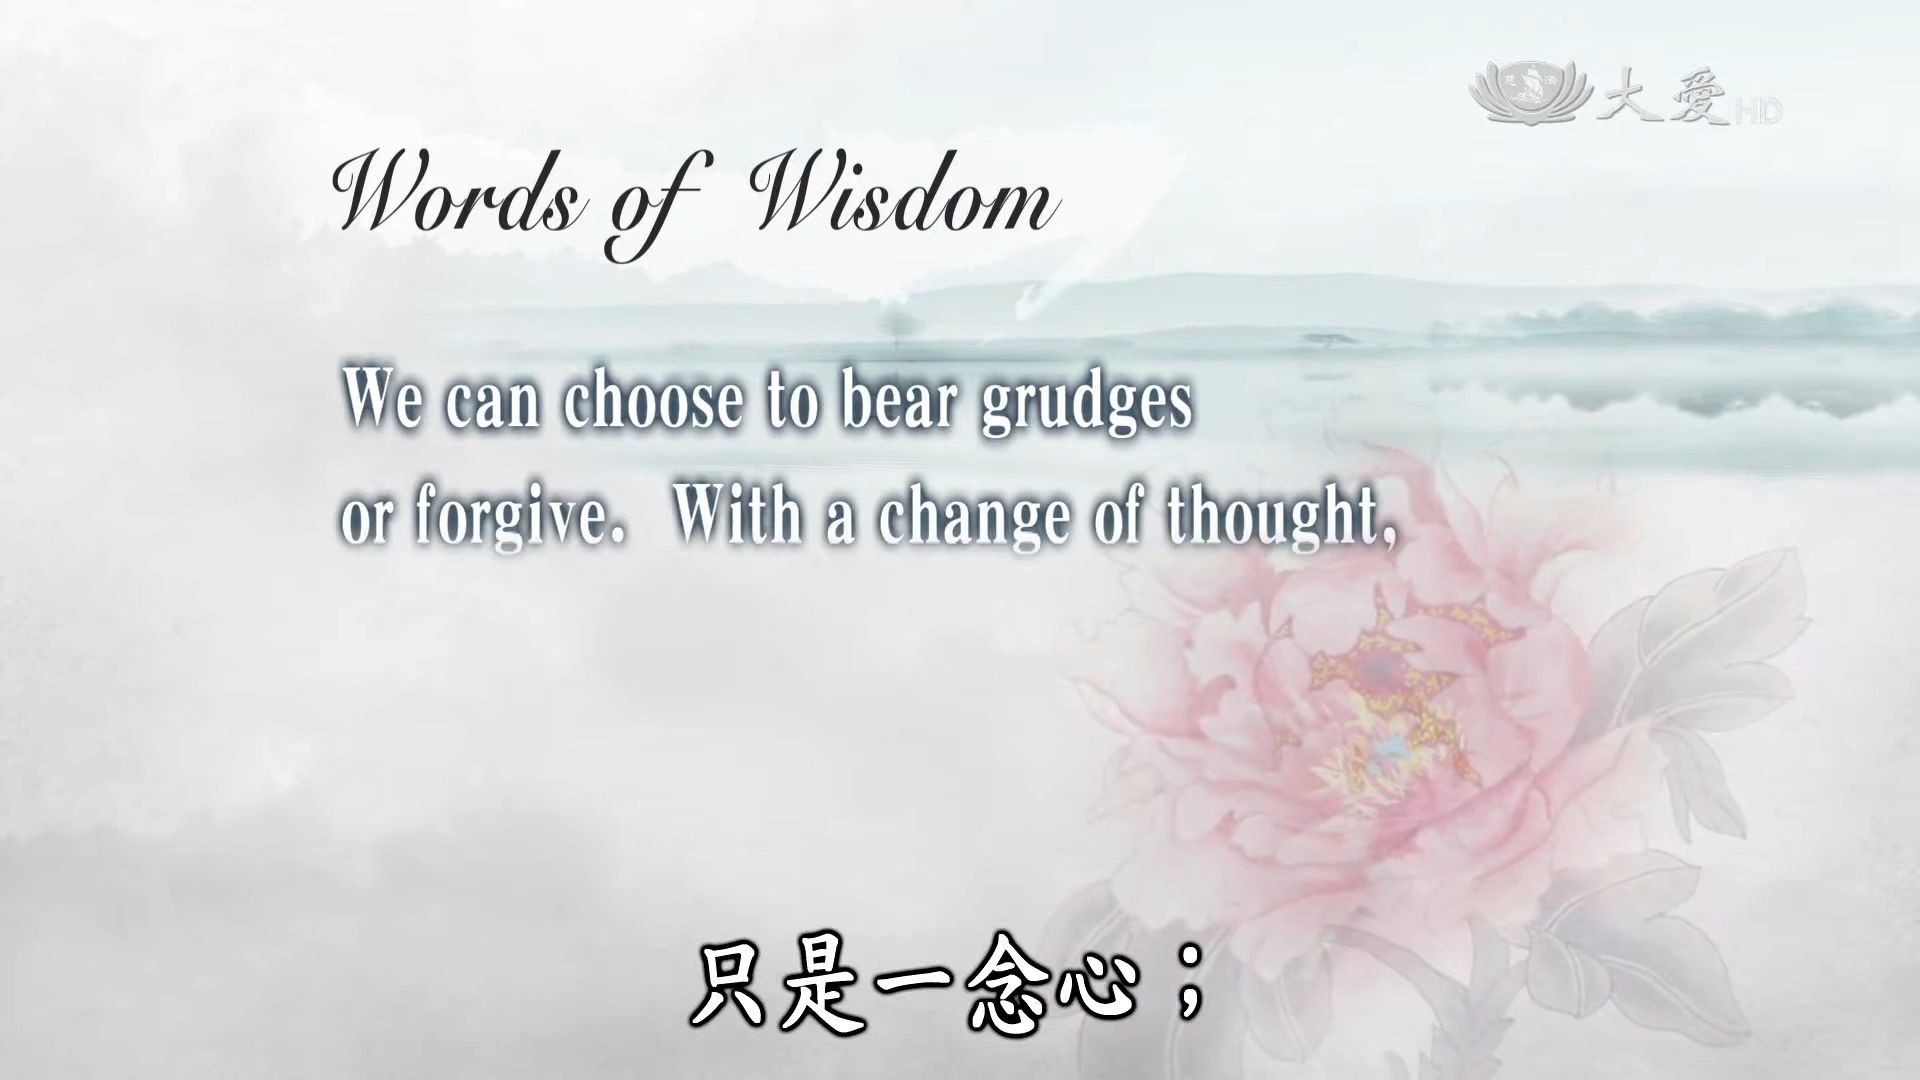 大愛HD
Words of Wisdom
We can choose to bear grudges
or forgive. With a change of thought,
只是一念心；